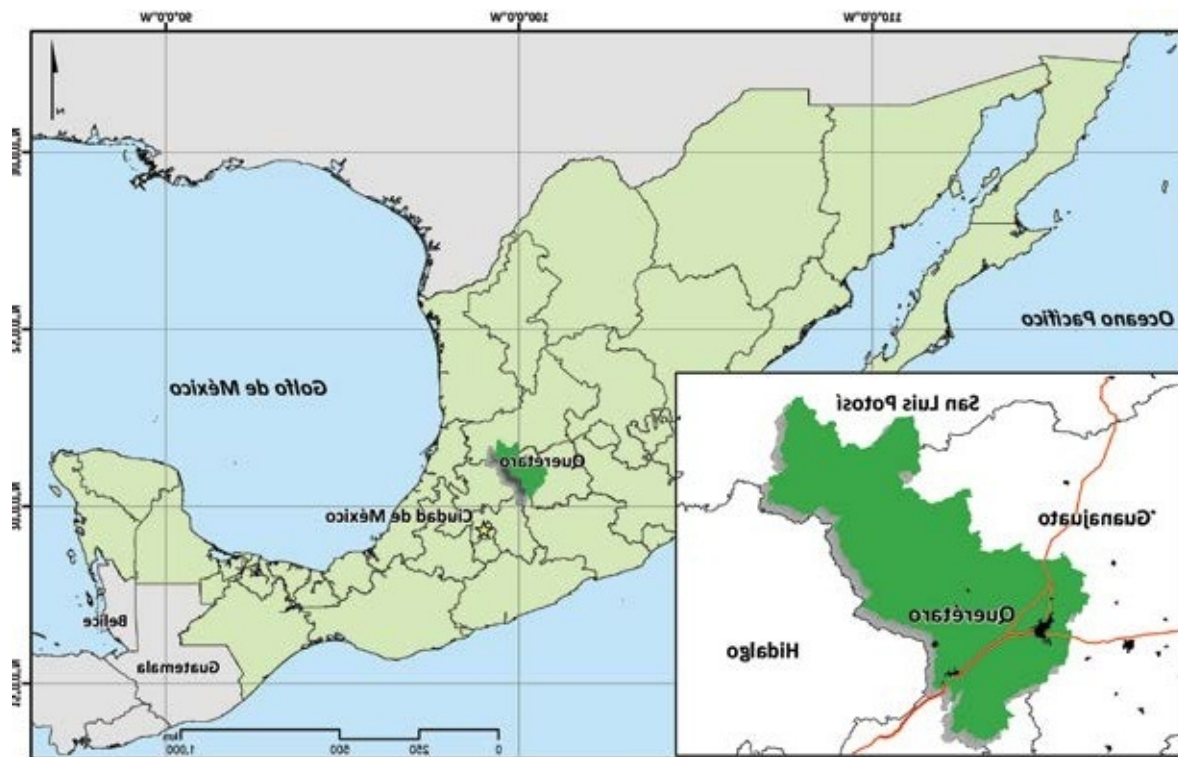 110°0'0"W 100°0'0"W 90°0'0"W
N
Oceano Pacífico
Golfo de México
San Luis Potosí
Querétaro
Ciudad de México
Guanajuato
Querétaro
Hidalgo
Belice
Guatemala
km
0 250 500 1,000